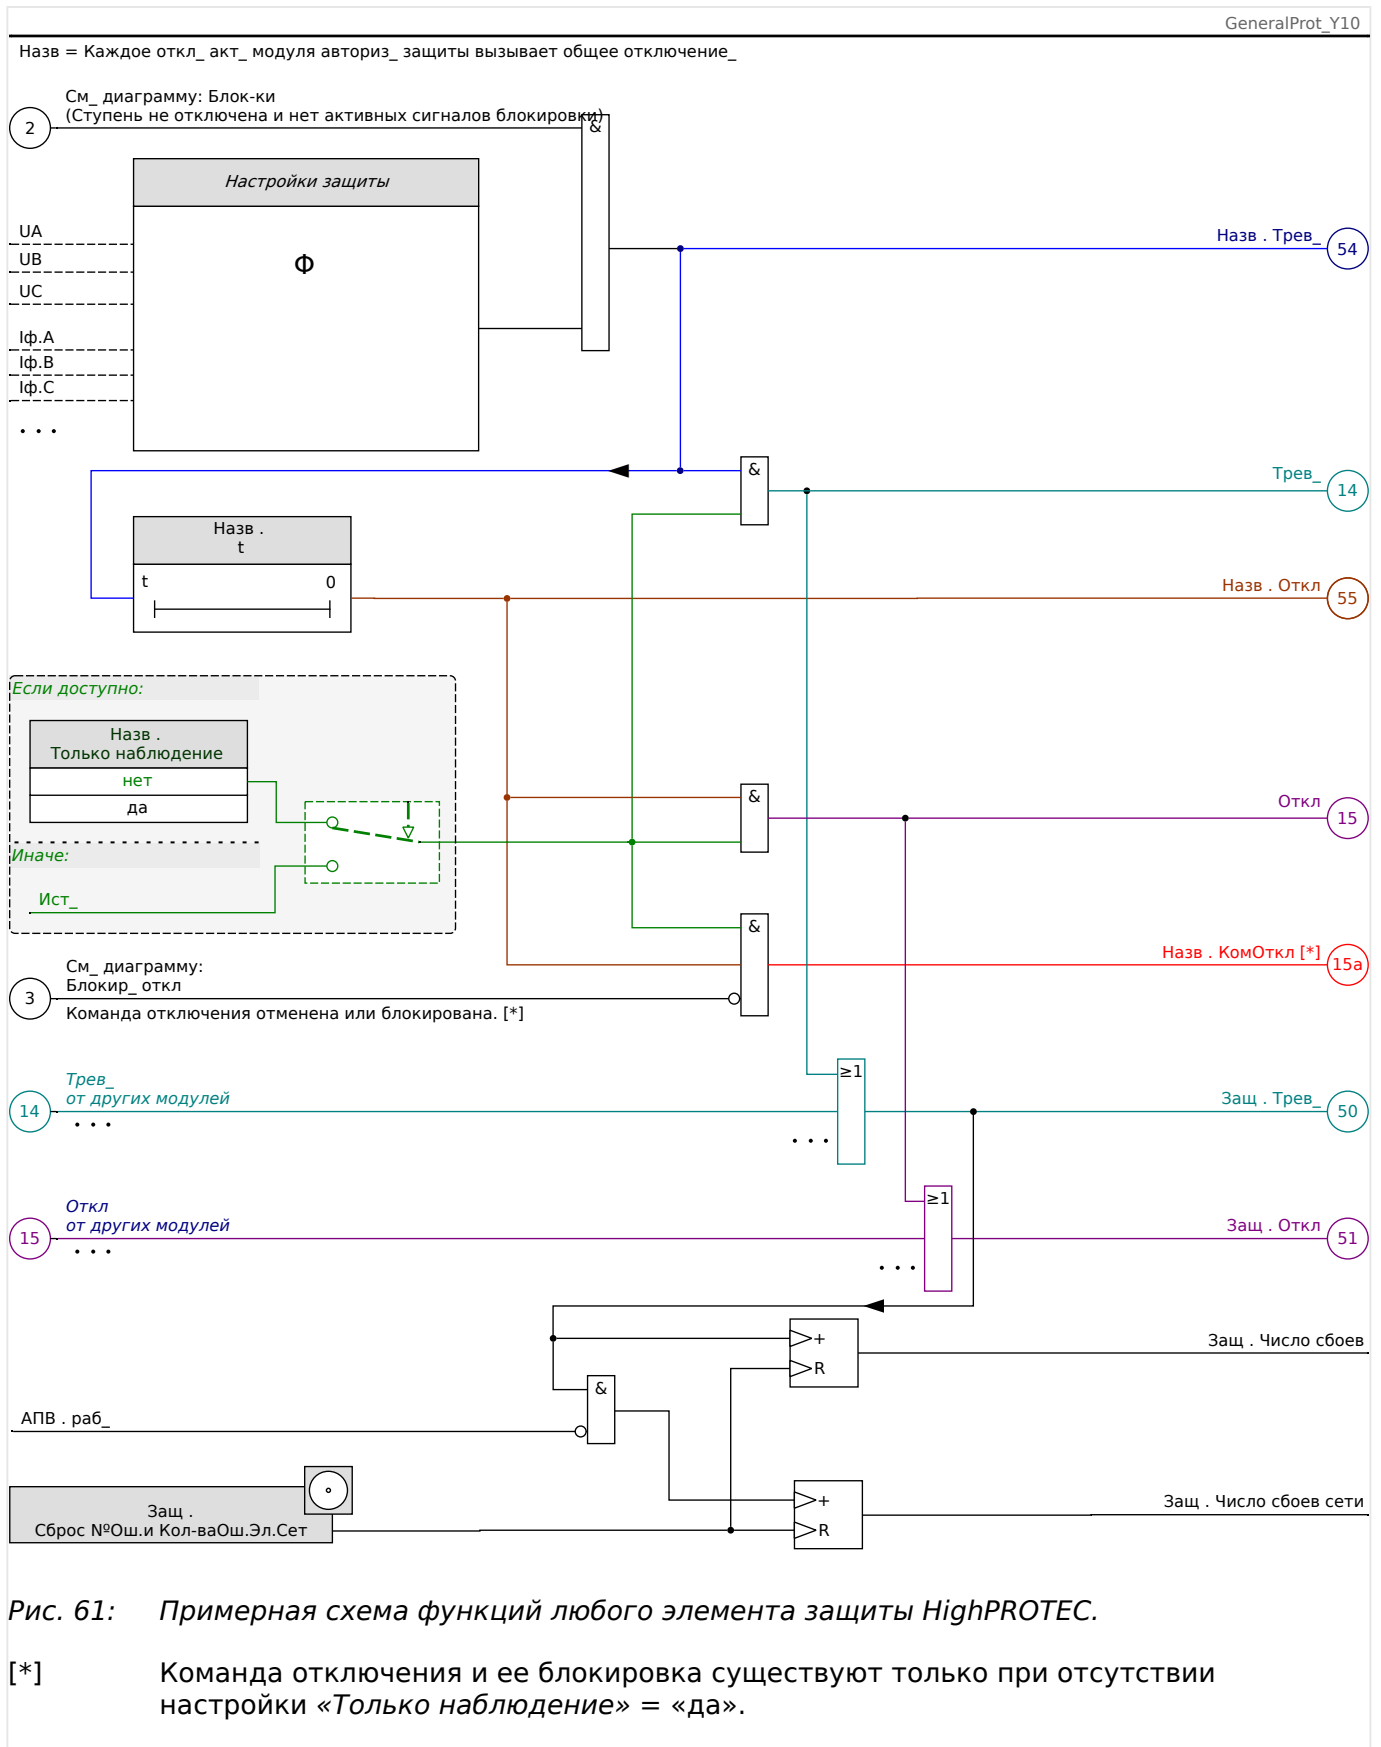 GeneralProt_Y10
Назв = Каждое откл_ акт_ модуля авториз_ защиты вызывает общее отключение_
См_ диаграмму: Блок-ки
(Ступень не отключена и нет активных сигналов блокировки)
2
&
Настройки защиты
UA
UB
UC
Φ
Назв . Трев_
54
Iф.A
Iф.B
Iф.C
. . .
&
Трев_
14
Назв .
t
t
0
Назв . Откл
55
Если доступно:
Назв .
Только наблюдение
нет
да
Иначе:
Ист_
&
Откл
15
&
Назв . КомОткл [*]
15a
См_ диаграмму:
Блокир_ откл
3
Команда отключения отменена или блокирована. [*]
≥1
Трев_
от других модулей
14
. . .
. . .
Защ . Трев_
50
≥1
Откл
от других модулей
15
. . .
. . .
Защ . Откл
51
+
R
Защ . Число сбоев
&
АПВ . раб_
Защ .
Сброс №Ош.и Кол-ваОш.Эл.Сет
+
R
Защ . Число сбоев сети
Рис. 61: Примерная схема функций любого элемента защиты HighPROTEC.
[*] Команда отключения и ее блокировка существуют только при отсутствии
настройки «Только наблюдение» = «да».